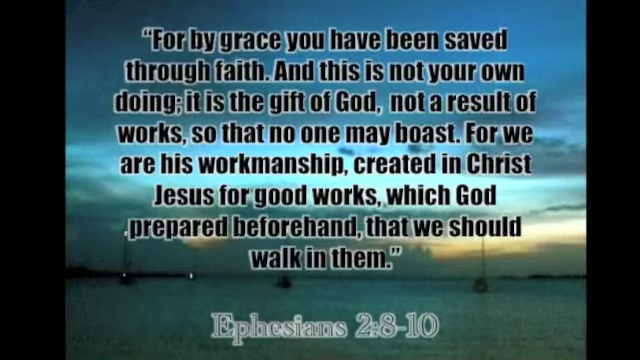 “For by grace you have been saved
through faith. And this is not your own
doing; it is the gift of God, not a result of
works, so that no one may boast. For we
are his workmanship, created in Christ
Jesus for good works, which God
prepared beforehand, that we should
walk in them.”
Ephesians 2:8-10